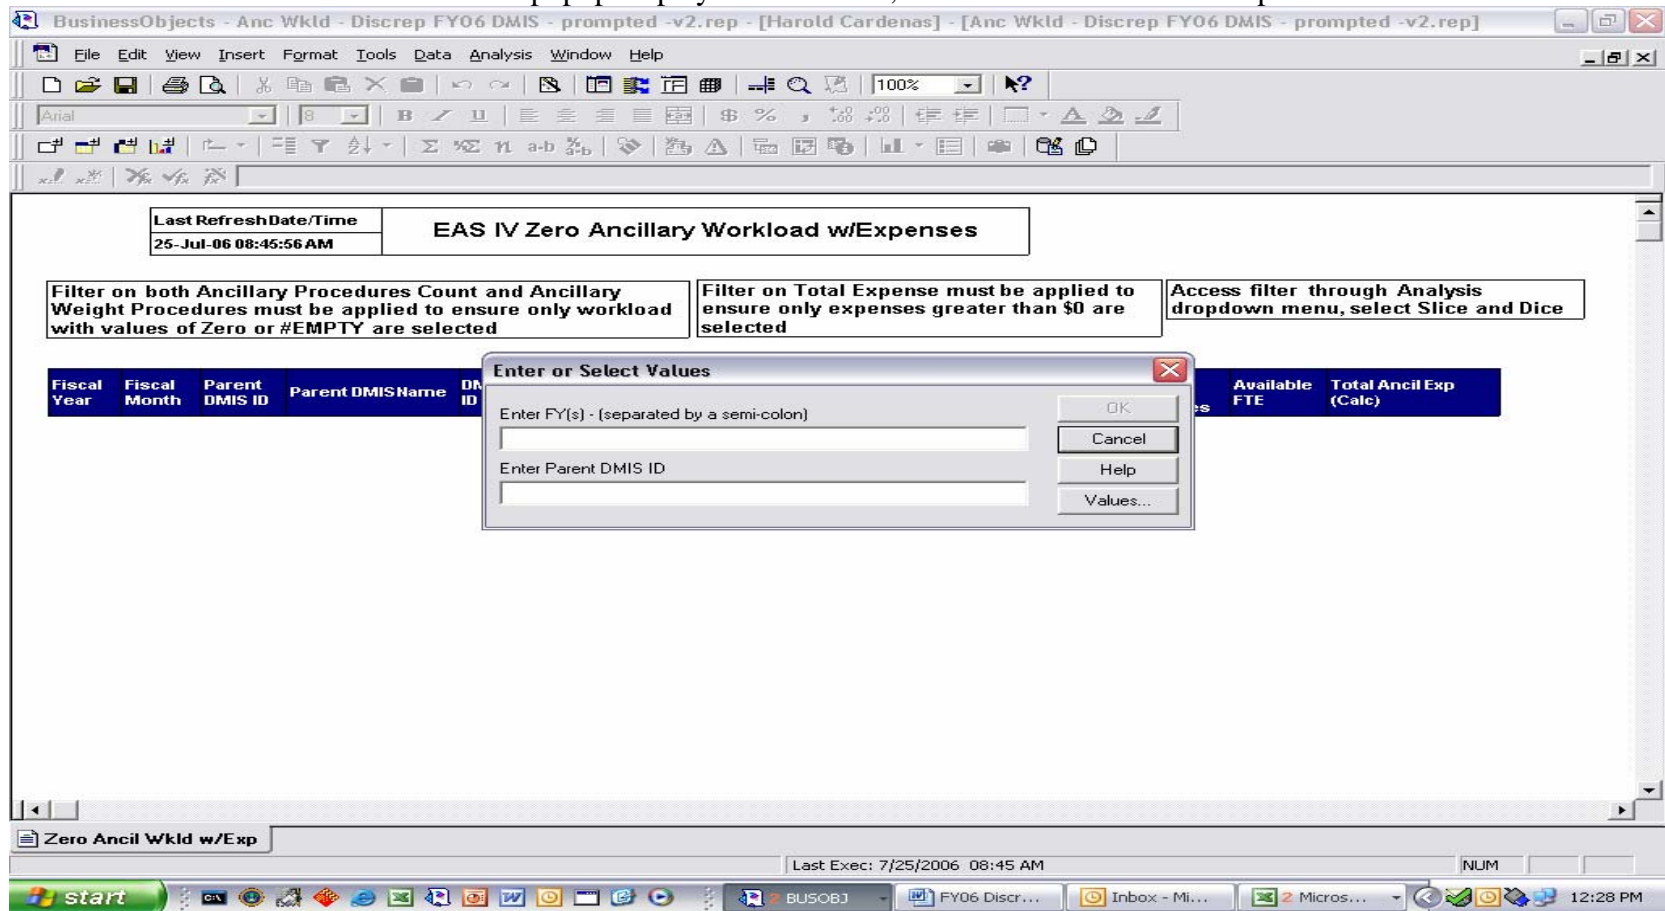 BusinessObjects - Anc Wkld - Discrep FY06 DMIS - prompted -v2.rep - [Harold Cardenas] - [Anc Wkld - Discrep FY06 DMIS - prompted -v2.rep]
File Edit View Insert Format Tools Data Analysis Window Help
100%
Arial 8 B I U $ %
Last Refresh Date/Time
25-Jul-06 08:45:56 AM
EAS IV Zero Ancillary Workload w/Expenses
Filter on both Ancillary Procedures Count and Ancillary
Weight Procedures must be applied to ensure only workload
with values of Zero or #EMPTY are selected
Filter on Total Expense must be applied to
ensure only expenses greater than $0 are
selected
Access filter through Analysis
dropdown menu, select Slice and Dice
Fiscal Year
Fiscal Month
Parent DMIS ID
Parent DMIS Name
ID
Available FTE
Total Ancil Exp (Calc)
Enter or Select Values
Enter FY(s) - (separated by a semi-colon)
Enter Parent DMIS ID
OK
Cancel
Help
Values...
Zero Ancil Wkld w/Exp
Last Exec: 7/25/2006 08:45 AM
NUM
start
2 BUSOBJ
FY06 Discr...
Inbox - Mi...
2 Micros...
12:28 PM